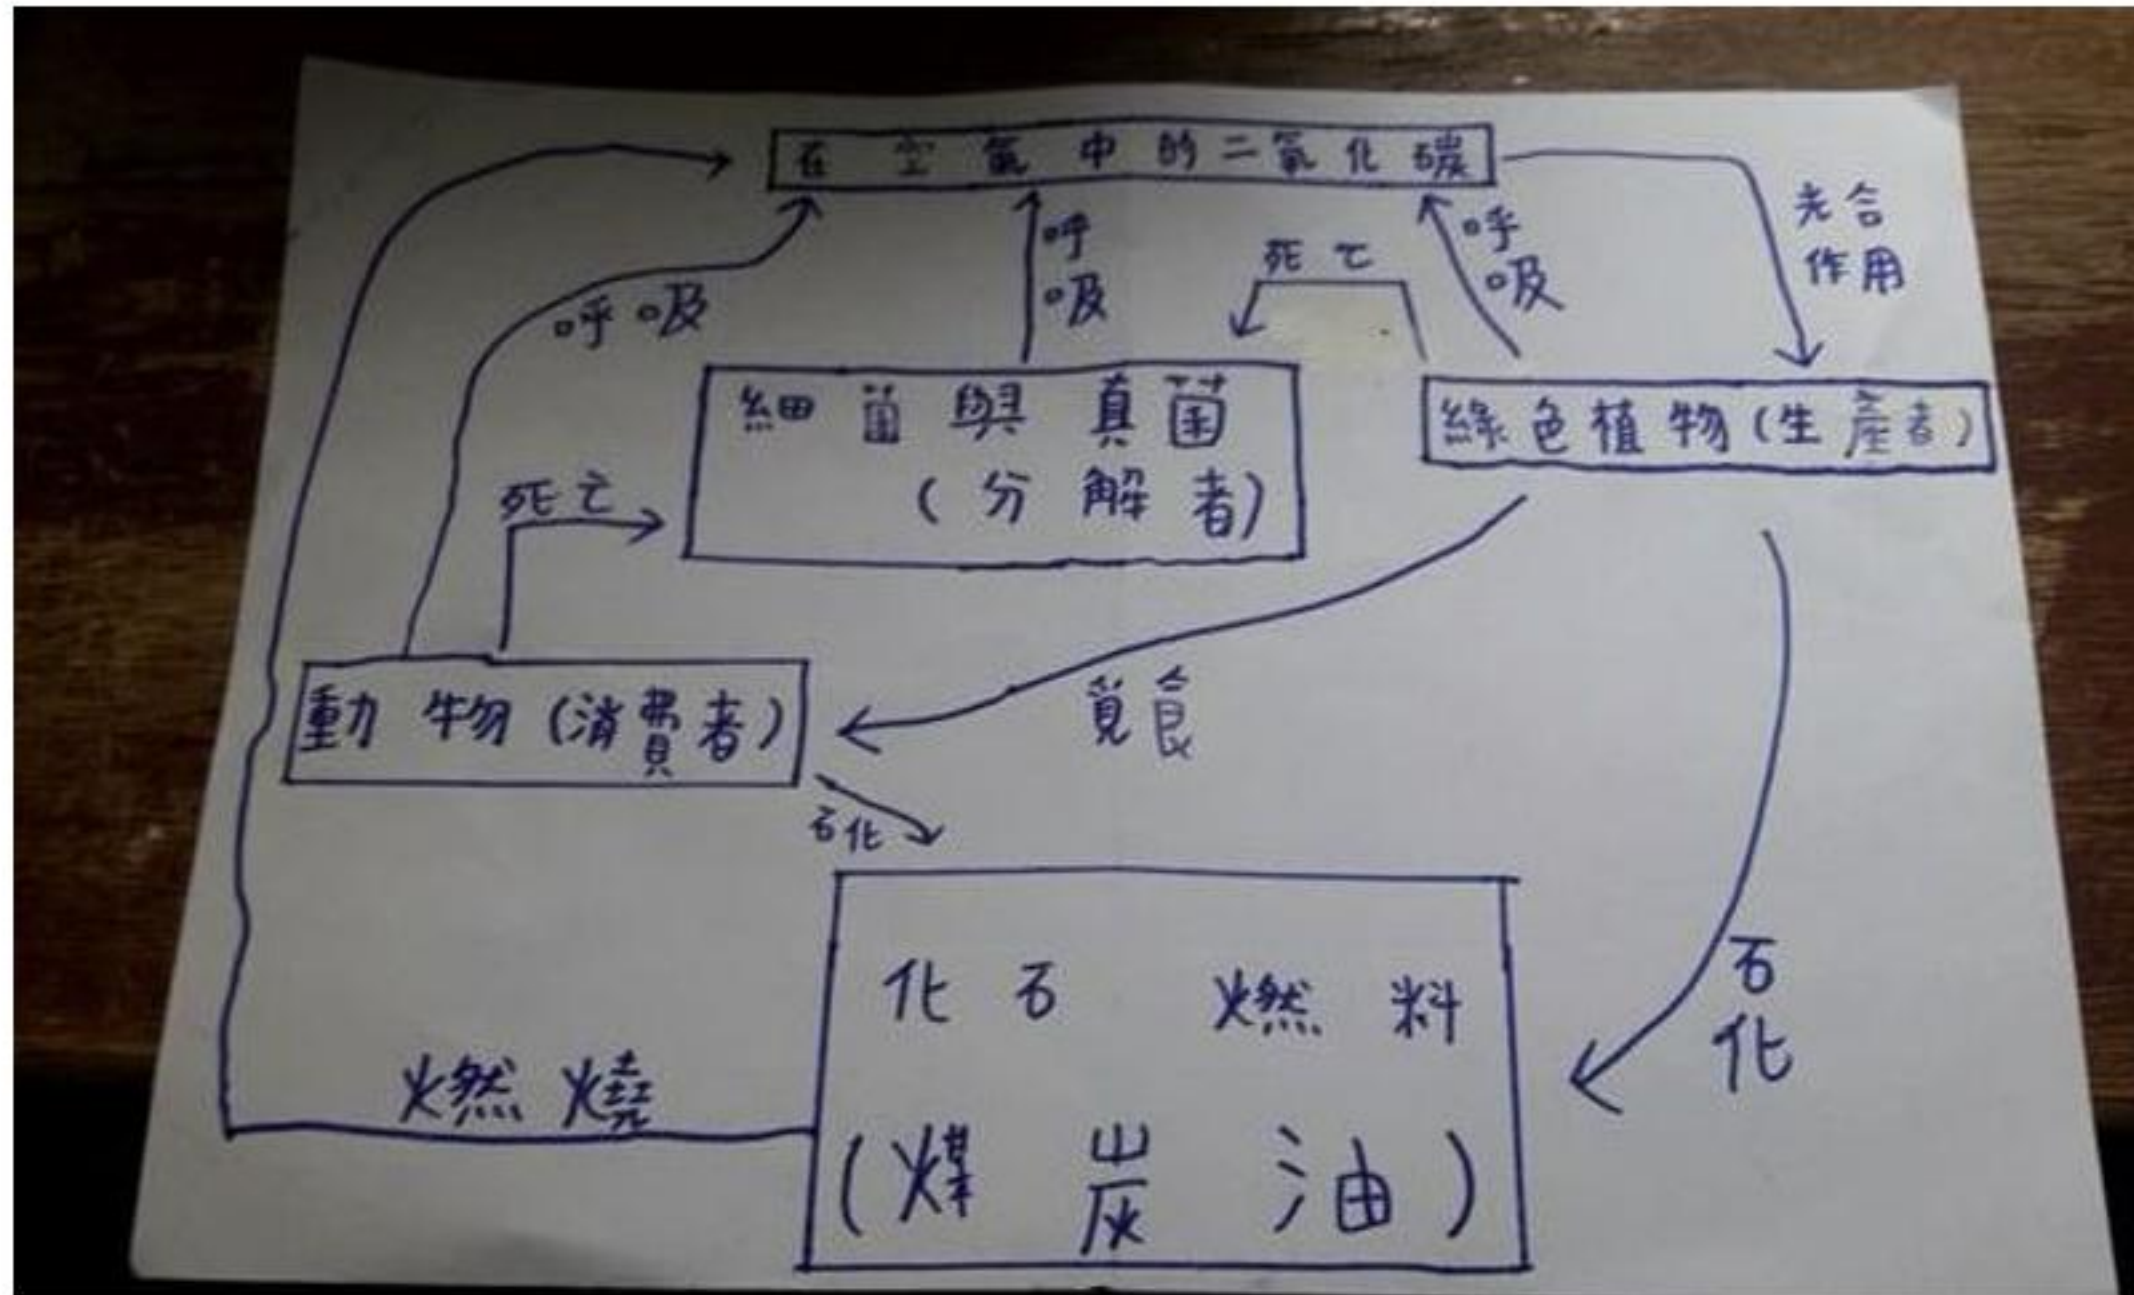 在空氣中的二氧化碳
光合
作用
呼
吸
呼
吸
死亡
呼吸
細菌與真菌
(分解者)
綠色植物(生產者)
死亡
動物(消費者)
覓食
石化
化石燃料
(煤炭油)
石
化
燃燒